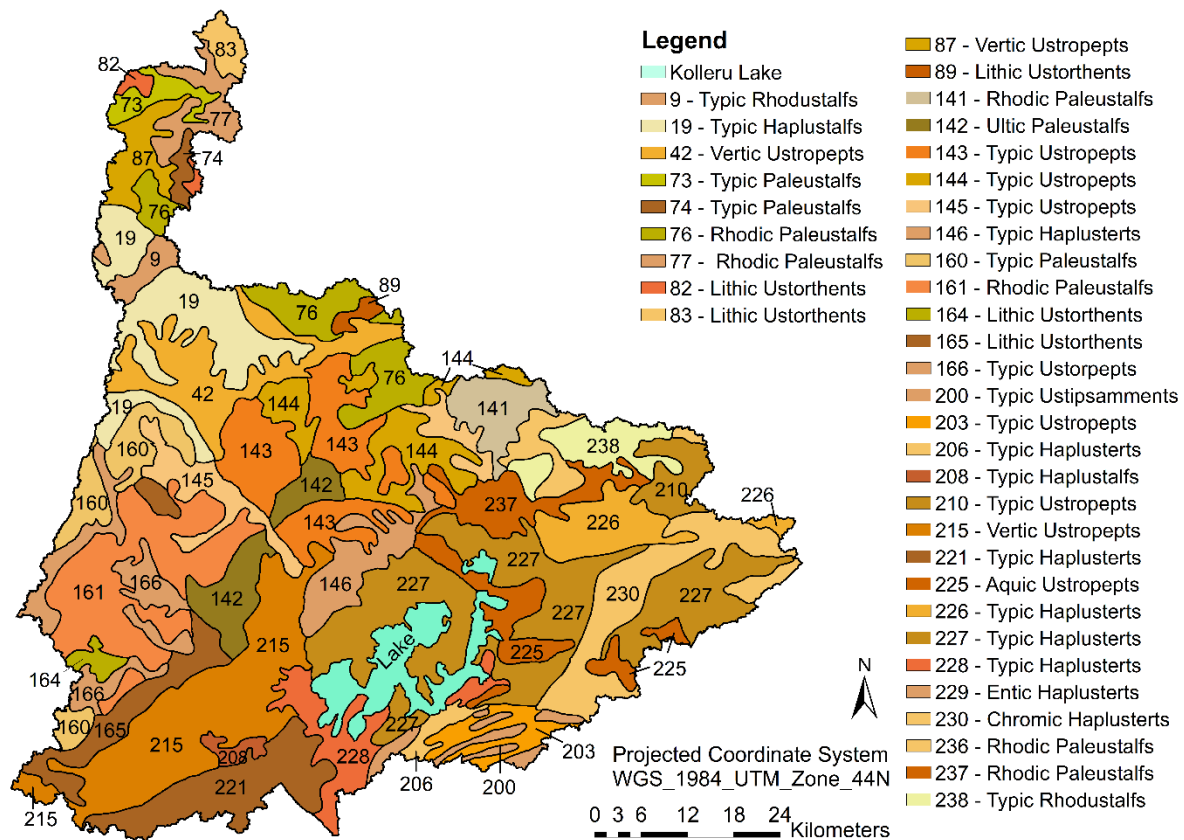 Legend
Kolleru Lake
9 - Typic Rhodustalfs
19 - Typic Haplustalfs
42 - Vertic Ustropepts
73 - Typic Paleustalfs
74 - Typic Paleustalfs
76 - Rhodic Paleustalfs
77 - Rhodic Paleustalfs
82 - Lithic Ustorthents
83 - Lithic Ustorthents
87 - Vertic Ustropepts
89 - Lithic Ustorthents
141 - Rhodic Paleustalfs
142 - Ultic Paleustalfs
143 - Typic Ustropepts
144 - Typic Ustropepts
145 - Typic Ustropepts
146 - Typic Haplusterts
160 - Typic Paleustalfs
161 - Rhodic Paleustalfs
164 - Lithic Ustorthents
165 - Lithic Ustorthents
166 - Typic Ustorpepts
200 - Typic Ustipsamments
203 - Typic Ustropepts
206 - Typic Haplusterts
208 - Typic Haplustalfs
210 - Typic Ustropepts
215 - Vertic Ustropepts
221 - Typic Haplusterts
225 - Aquic Ustropepts
226 - Typic Haplusterts
227 - Typic Haplusterts
228 - Typic Haplusterts
229 - Entic Haplusterts
230 - Chromic Haplusterts
236 - Rhodic Paleustalfs
237 - Rhodic Paleustalfs
238 - Typic Rhodustalfs
83
82
73
77
87
74
76
19
9
19
76
89
42
76
144
144
141
19
143
143
160
144
238
145
142
160
237
210
226
143
226
227
146
227
161
166
142
230
227
227
215
Lake
225
225
164
166
160
165
227
215
208
228
203
206
200
221
215
N
Projected Coordinate System
WGS_1984_UTM_Zone_44N
0 3 6 12 18 24
Kilometers